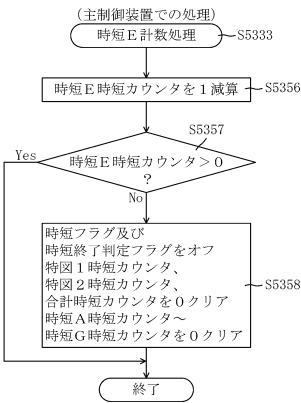 (主制御装置での処理)
時短E計数処理
S5333
時短E時短カウンタを1減算
S5356
S5357
Yes
時短E時短カウンタ>0
?
No
時短フラグ及び
時短終了判定フラグをオフ
特図1時短カウンタ、
特図2時短カウンタ、
合計時短カウンタを0クリア
時短A時短カウンタ～
時短G時短カウンタを0クリア
S5358
終了